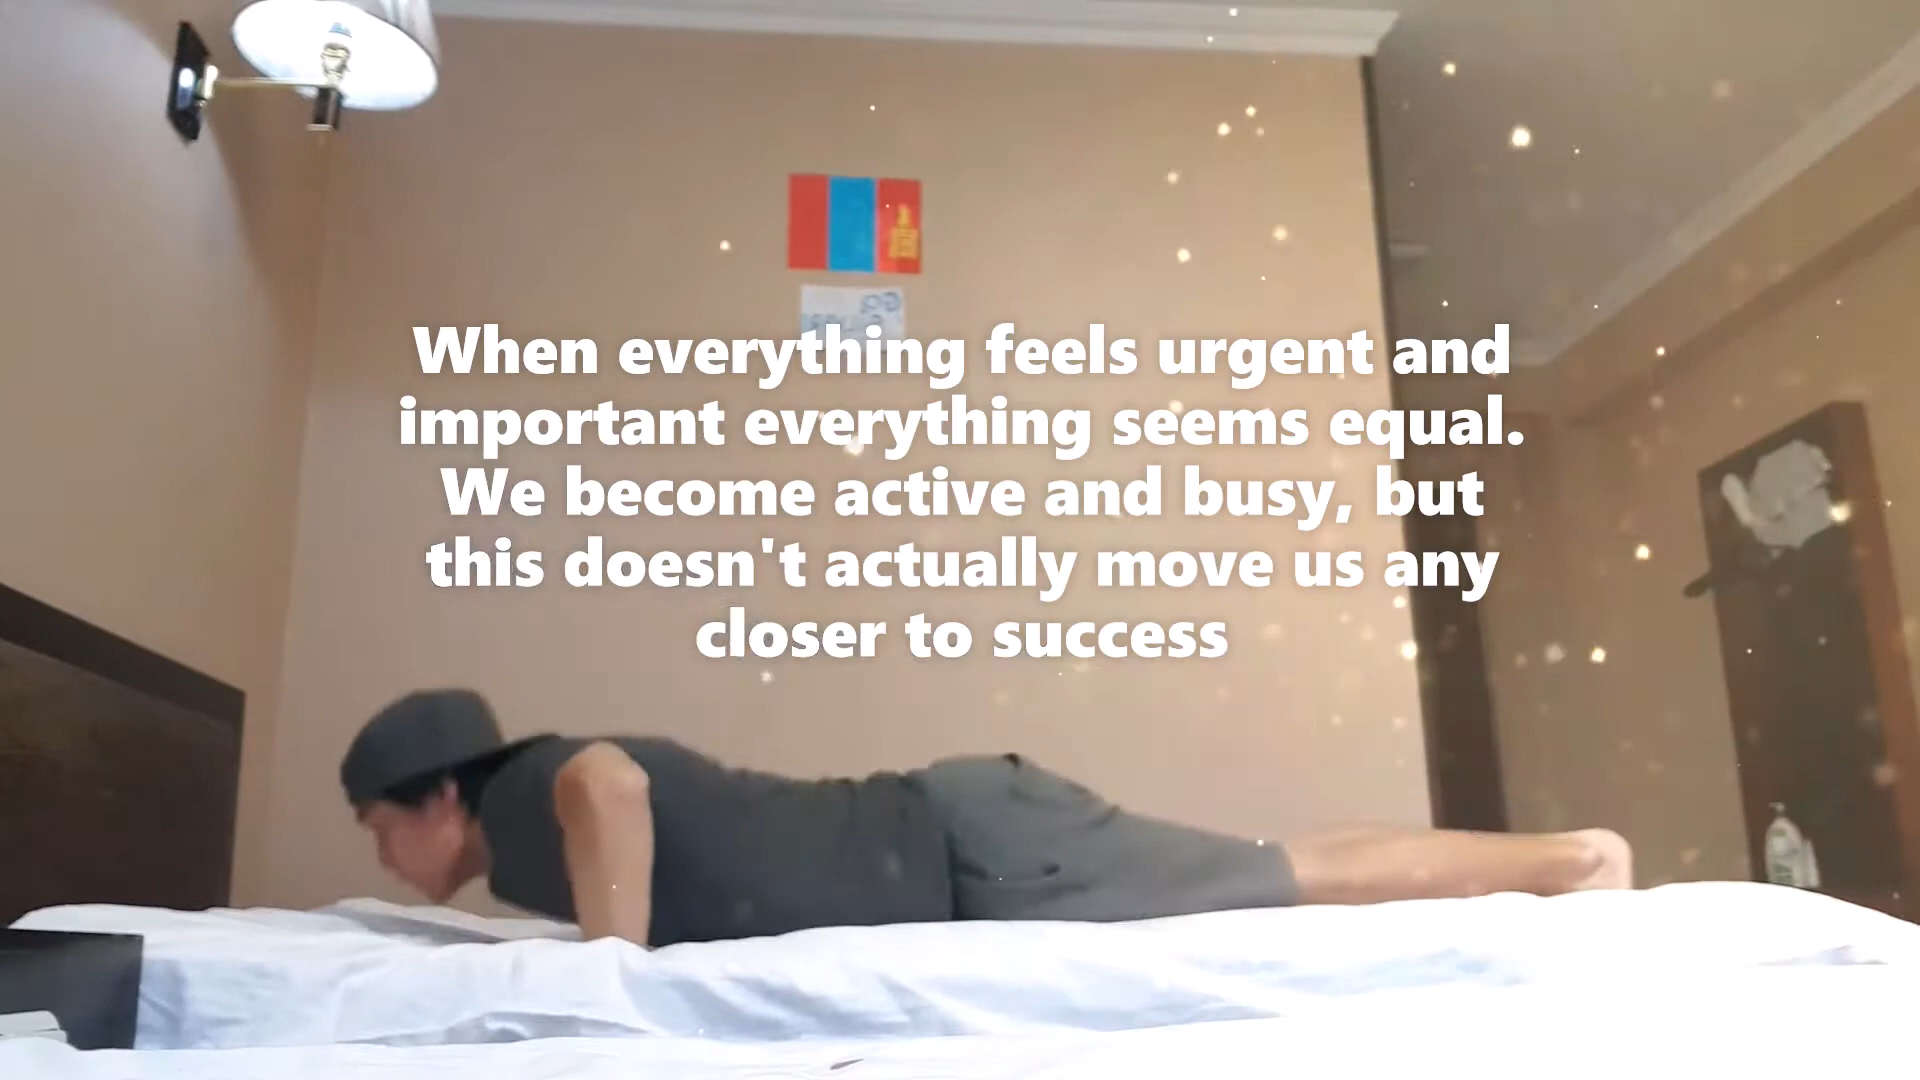 When everything feels urgent and
important everything seems equal.
We become active and busy, but
this doesn't actually move us any
closer to success